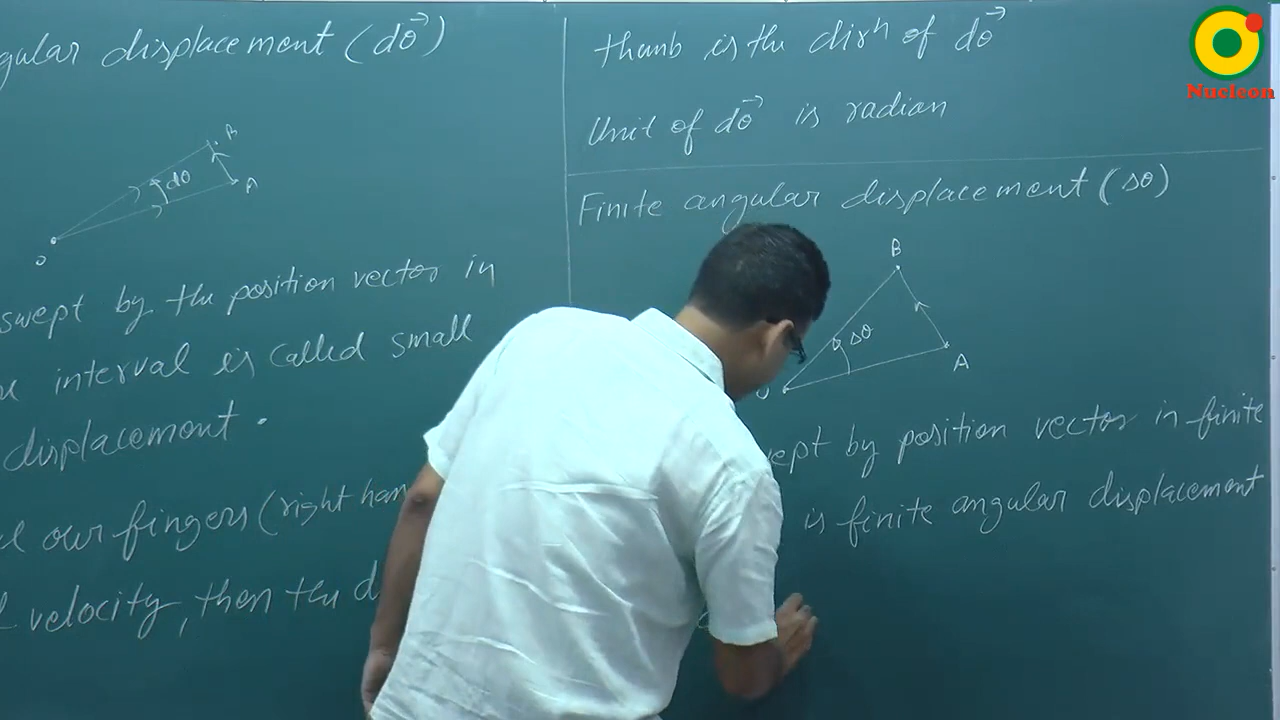 gular displacement (dθ)
B
dθ
A
O
swept by the position vector in
interval is called small
displacement.
our fingers (right han
velocity, then the d
thumb is the dirn of dθ
Unit of dθ is radian
Finite angular displacement (Δθ)
B
Δθ
A
O
wept by position vector in finite
is finite angular displacement
Nucleon